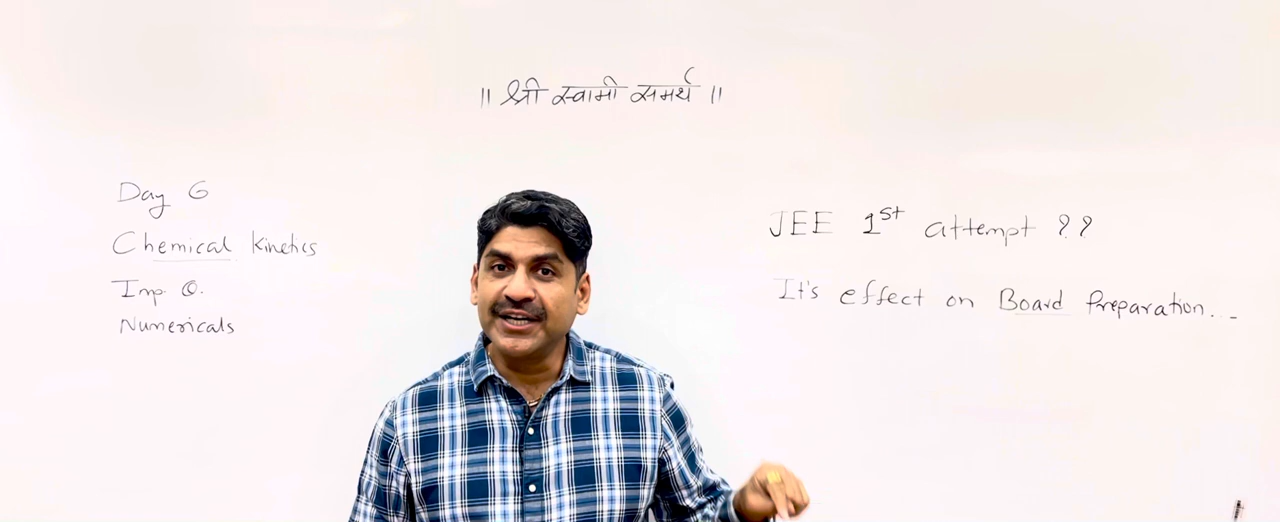 ॥ श्री स्वामी समर्थ ॥
Day 6
Chemical Kinetics
Imp. Q.
Numericals
JEE 1st attempt ??
It's effect on Board Preparation...